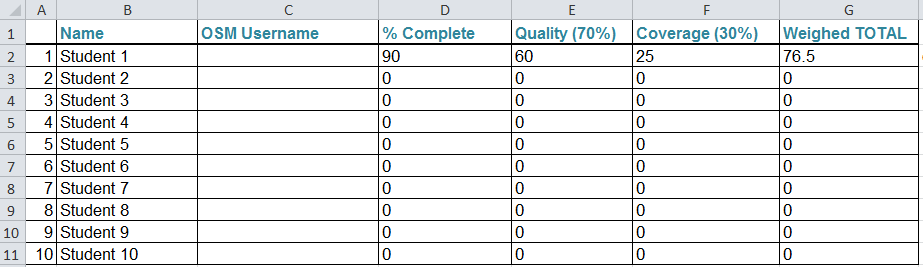 A B C D E F G
1 Name OSM Username % Complete Quality (70%) Coverage (30%) Weighed TOTAL
2 1 Student 1 90 60 25 76.5
3 2 Student 2 0 0 0 0
4 3 Student 3 0 0 0 0
5 4 Student 4 0 0 0 0
6 5 Student 5 0 0 0 0
7 6 Student 6 0 0 0 0
8 7 Student 7 0 0 0 0
9 8 Student 8 0 0 0 0
10 9 Student 9 0 0 0 0
11 10 Student 10 0 0 0 0